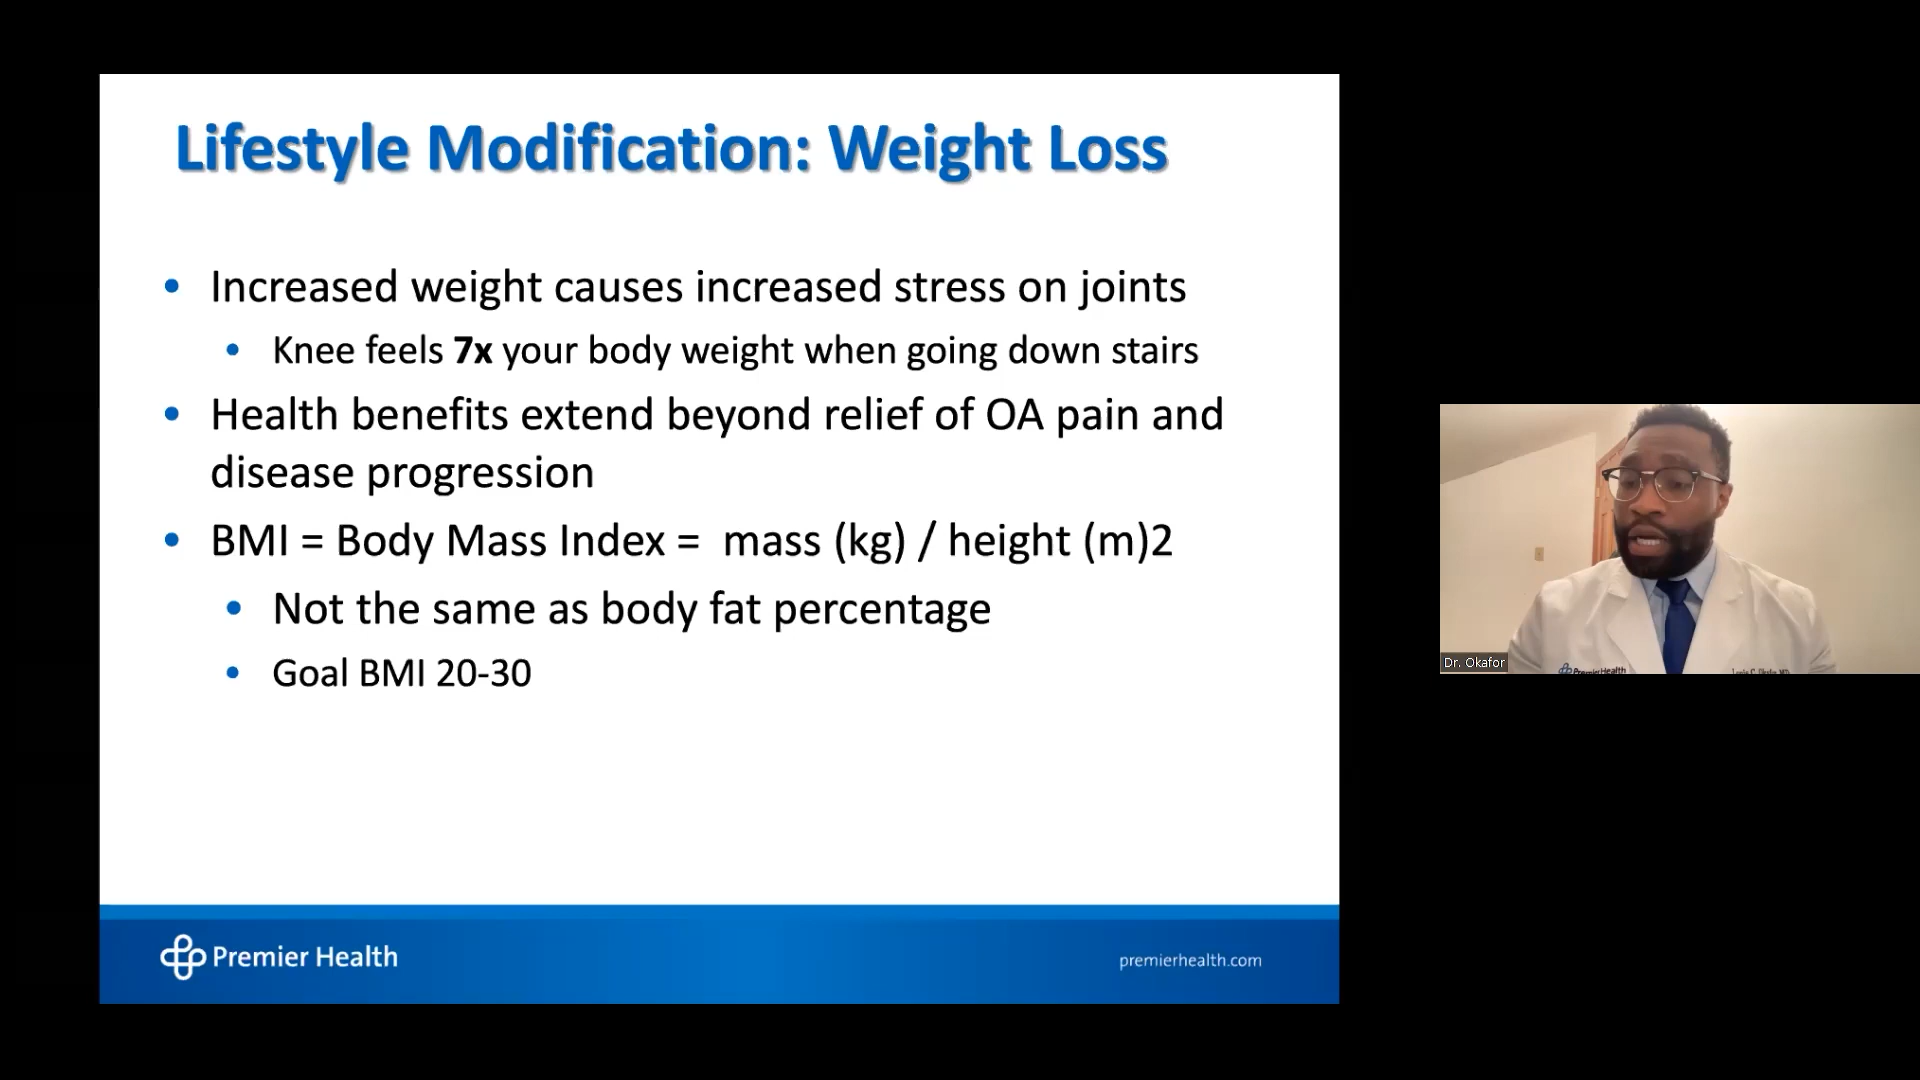 Lifestyle Modification: Weight Loss
• Increased weight causes increased stress on joints
• Knee feels 7x your body weight when going down stairs
• Health benefits extend beyond relief of OA pain and
disease progression
• BMI = Body Mass Index = mass (kg) / height (m)2
• Not the same as body fat percentage
• Goal BMI 20-30
Premier Health
premierhealth.com
Dr. Okafor
Premier Health